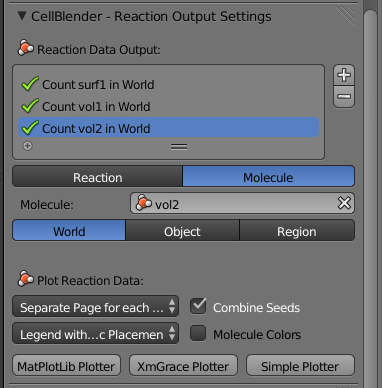 CellBlender - Reaction Output Settings
Reaction Data Output:
Count surf1 in World
Count vol1 in World
Count vol2 in World
Reaction Molecule
Molecule: vol2
World Object Region
Plot Reaction Data:
Separate Page for each ... Combine Seeds
Legend with...c Placemen Molecule Colors
MatPlotLib Plotter XmGrace Plotter Simple Plotter